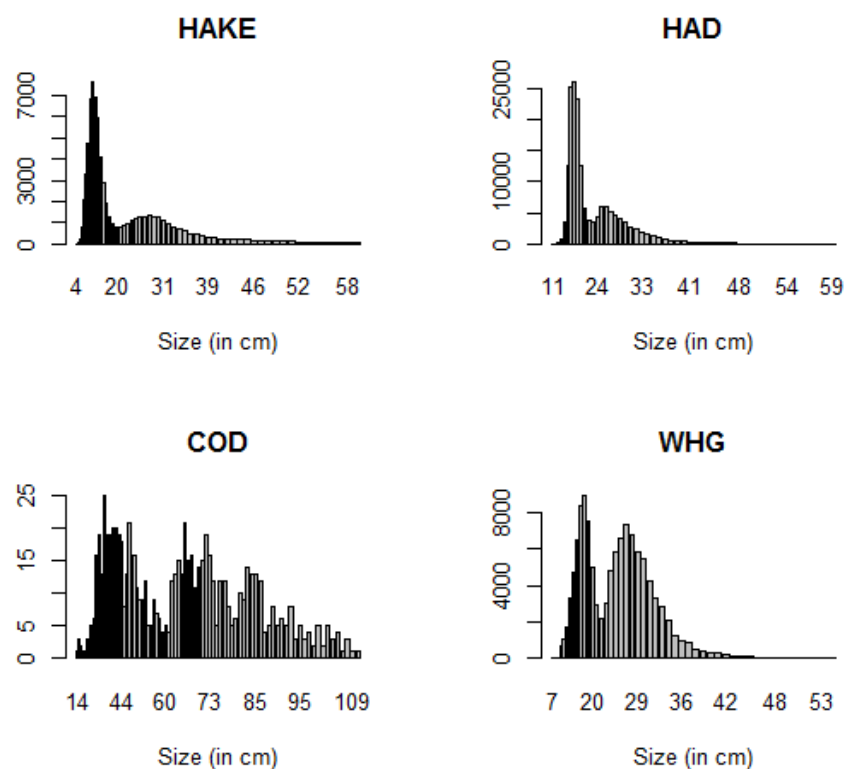 HAKE
7000
3000
0
4 20 31 39 46 52 58
Size (in cm)
HAD
25000
10000
0
11 24 33 41 48 54 59
Size (in cm)
COD
25
15
5
0
14 44 60 73 85 95 109
Size (in cm)
WHG
8000
4000
0
7 20 29 36 42 48 53
Size (in cm)